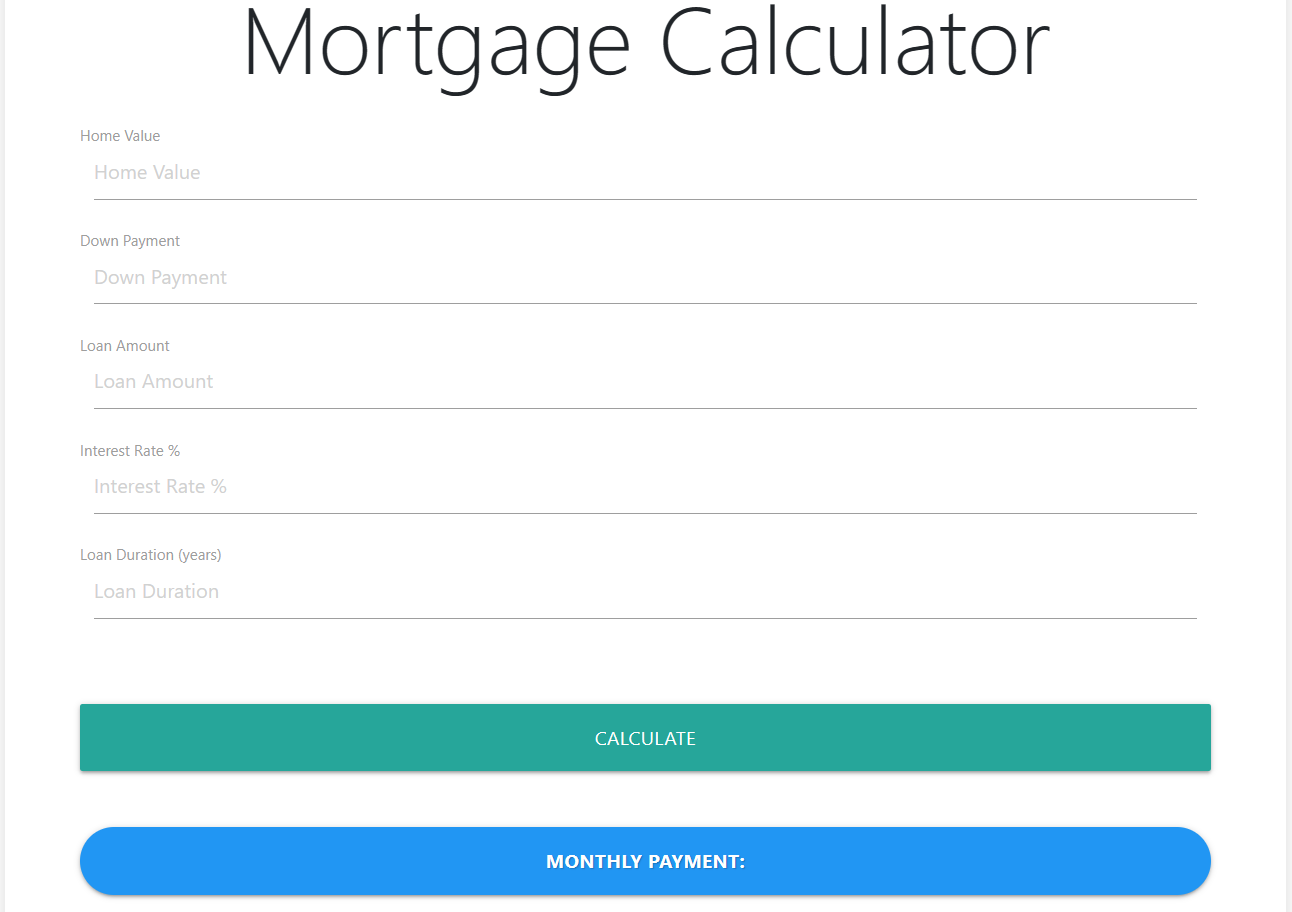 Mortgage Calculator
Home Value
Home Value
Down Payment
Down Payment
Loan Amount
Loan Amount
Interest Rate %
Interest Rate %
Loan Duration (years)
Loan Duration
CALCULATE
MONTHLY PAYMENT: